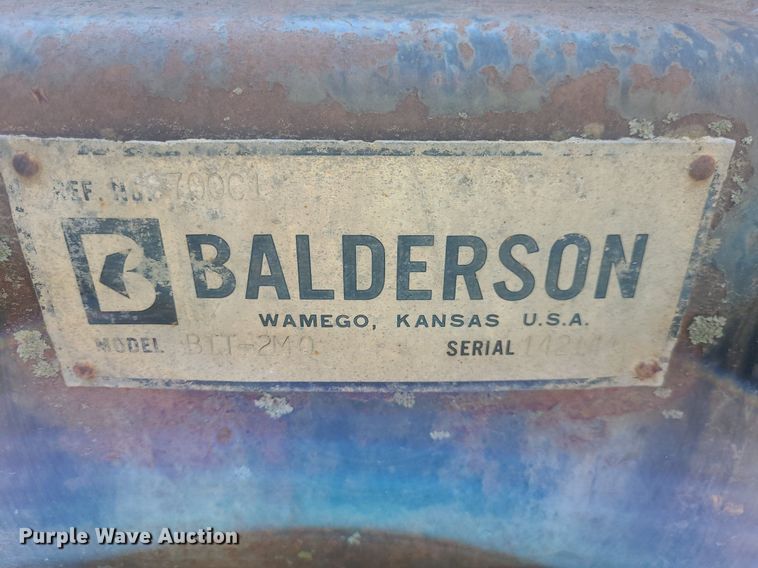 REF. NO. 700C1
B BALDERSON
WAMEGO, KANSAS U.S.A.
MODEL SERIAL
Purple Wave Auction